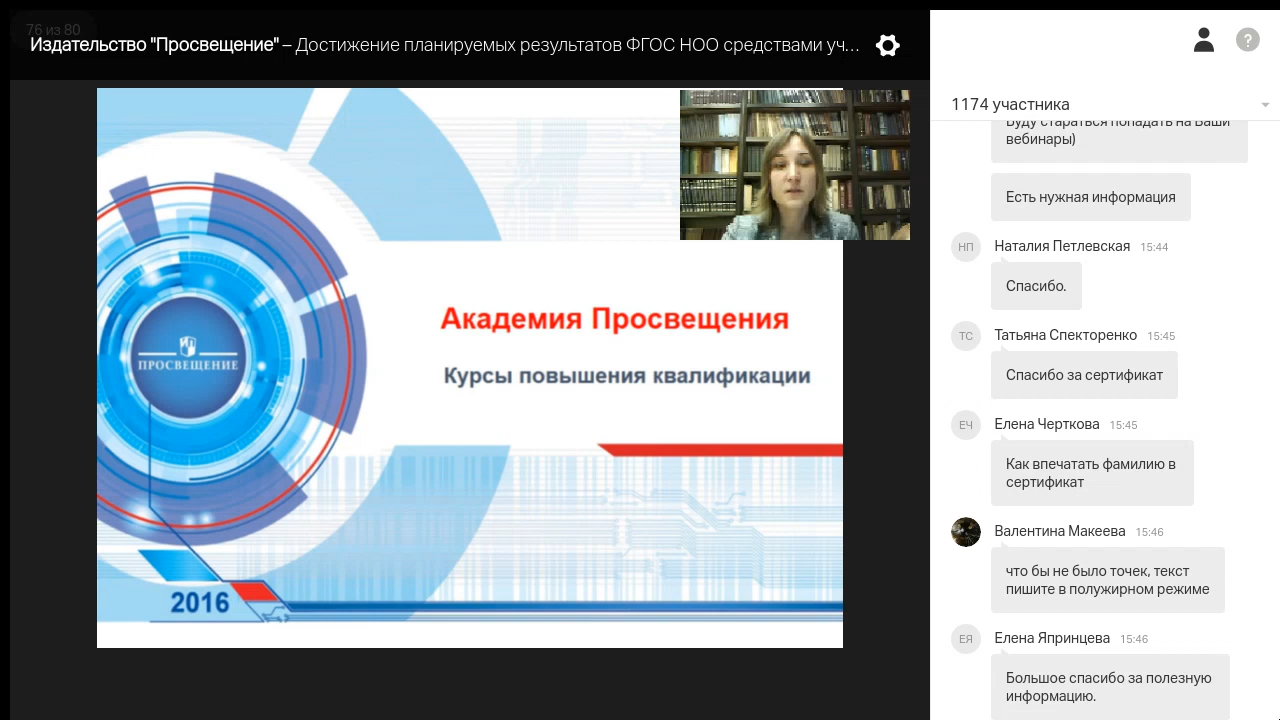 76 из 80
Издательство "Просвещение" – Достижение планируемых результатов ФГОС НОО средствами уч...
ПРОСВЕЩЕНИЕ
Академия Просвещения
Курсы повышения квалификации
2016
?
1174 участника
Буду стараться попадать на Ваши
вебинары)
Есть нужная информация
НП
Наталия Петлевская 15:44
Спасибо.
ТС
Татьяна Спекторенко 15:45
Спасибо за сертификат
ЕЧ
Елена Черткова 15:45
Как впечатать фамилию в
сертификат
Валентина Макеева 15:46
что бы не было точек, текст
пишите в полужирном режиме
ЕЯ
Елена Япринцева 15:46
Большое спасибо за полезную
информацию.